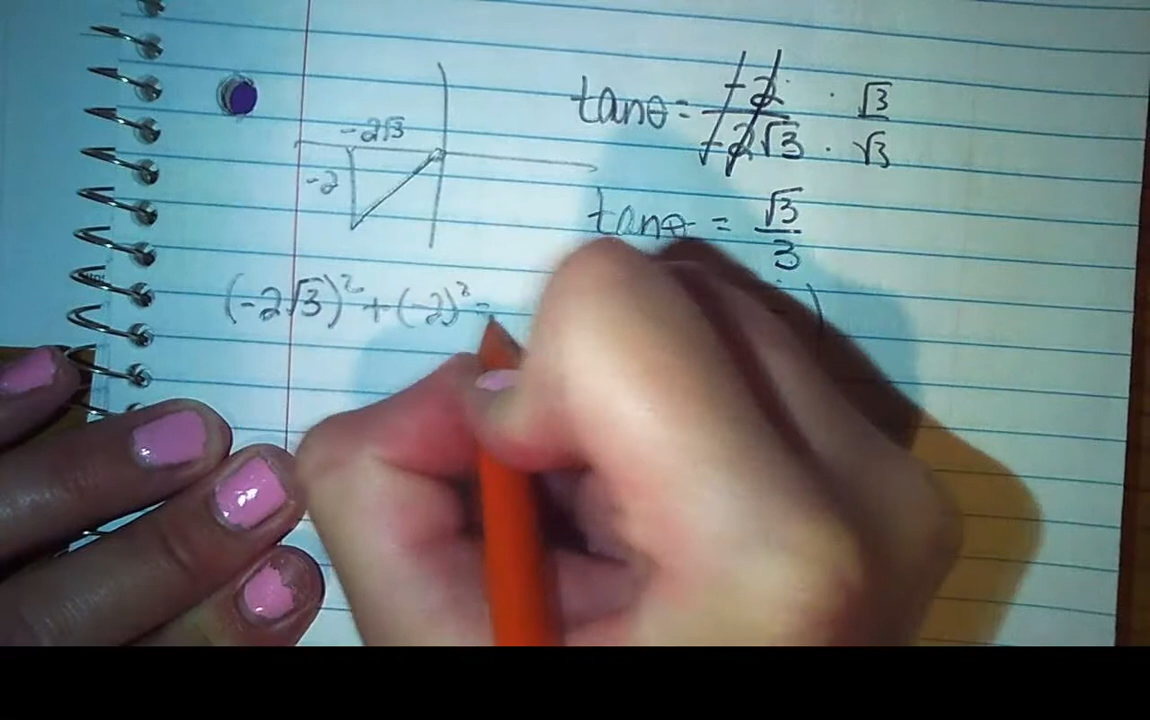 -2√3
-2
tanθ = -2 / -2√3 · √3 / √3
tanθ = √3 / 3
(-2√3)² + (-2)² =
)